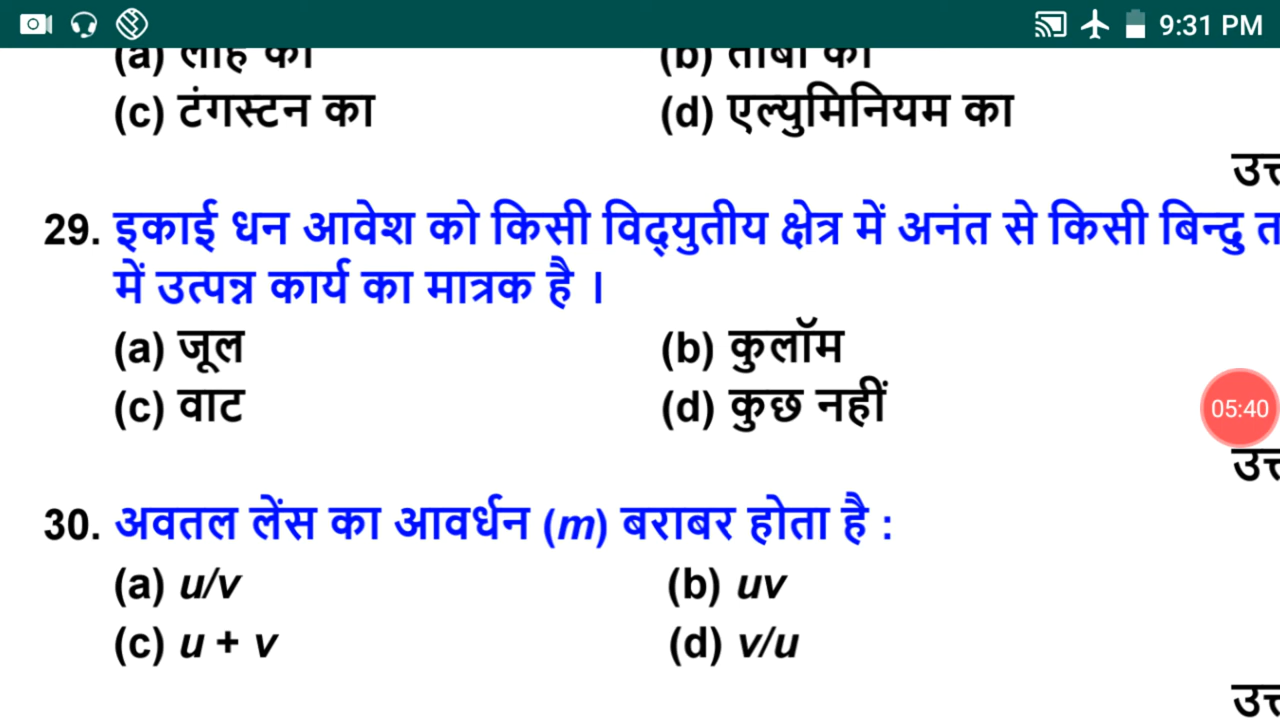 9:31 PM
(a) लोहे का (b) ताँबा का
(c) टंगस्टन का (d) एल्युमिनियम का
29. इकाई धन आवेश को किसी विद्युतीय क्षेत्र में अनंत से किसी बिन्दु
में उत्पन्न कार्य का मात्रक है ।
(a) जूल (b) कुलॉम
(c) वाट (d) कुछ नहीं
05:40
30. अवतल लेंस का आवर्धन (m) बराबर होता है :
(a) u/v (b) uv
(c) u + v (d) v/u